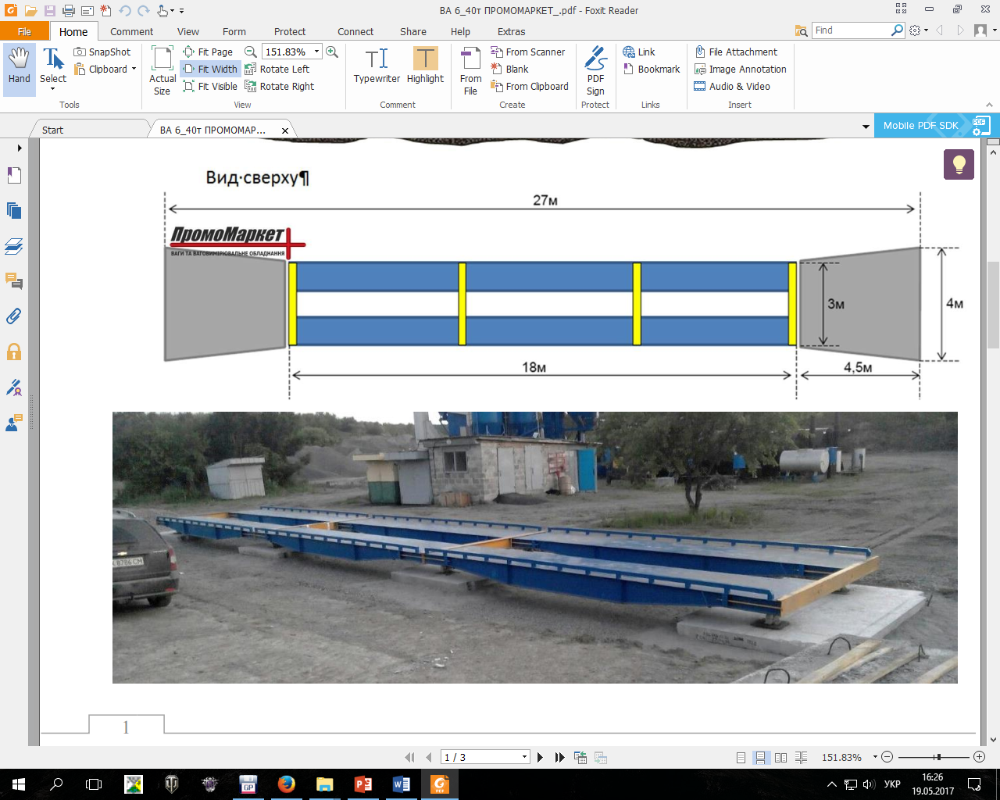 ВА 6_40т ПРОМОМАРКЕТ_.pdf - Foxit Reader
File Home Comment View Form Protect Connect Share Help Extras
Find
Hand
Select
SnapShot
Clipboard
Tools
Actual Size
Fit Page
Fit Width
Fit Visible
151.83%
Rotate Left
Rotate Right
View
Typewriter
Highlight
Comment
From File
From Scanner
Blank
From Clipboard
Create
PDF Sign
Protect
Link
Bookmark
Links
File Attachment
Image Annotation
Audio & Video
Insert
Start
ВА 6_40т ПРОМОМАР...
Mobile PDF SDK
PDF
Вид·сверху¶
27м
ПромоМаркет
ВАГИ ТА ВАГОВИМІРЮВАЛЬНЕ ОБЛАДНАННЯ
3м
4м
18м
4,5м
1
1 / 3
151.83%
GP
PDF
УКР
16:26
19.05.2017